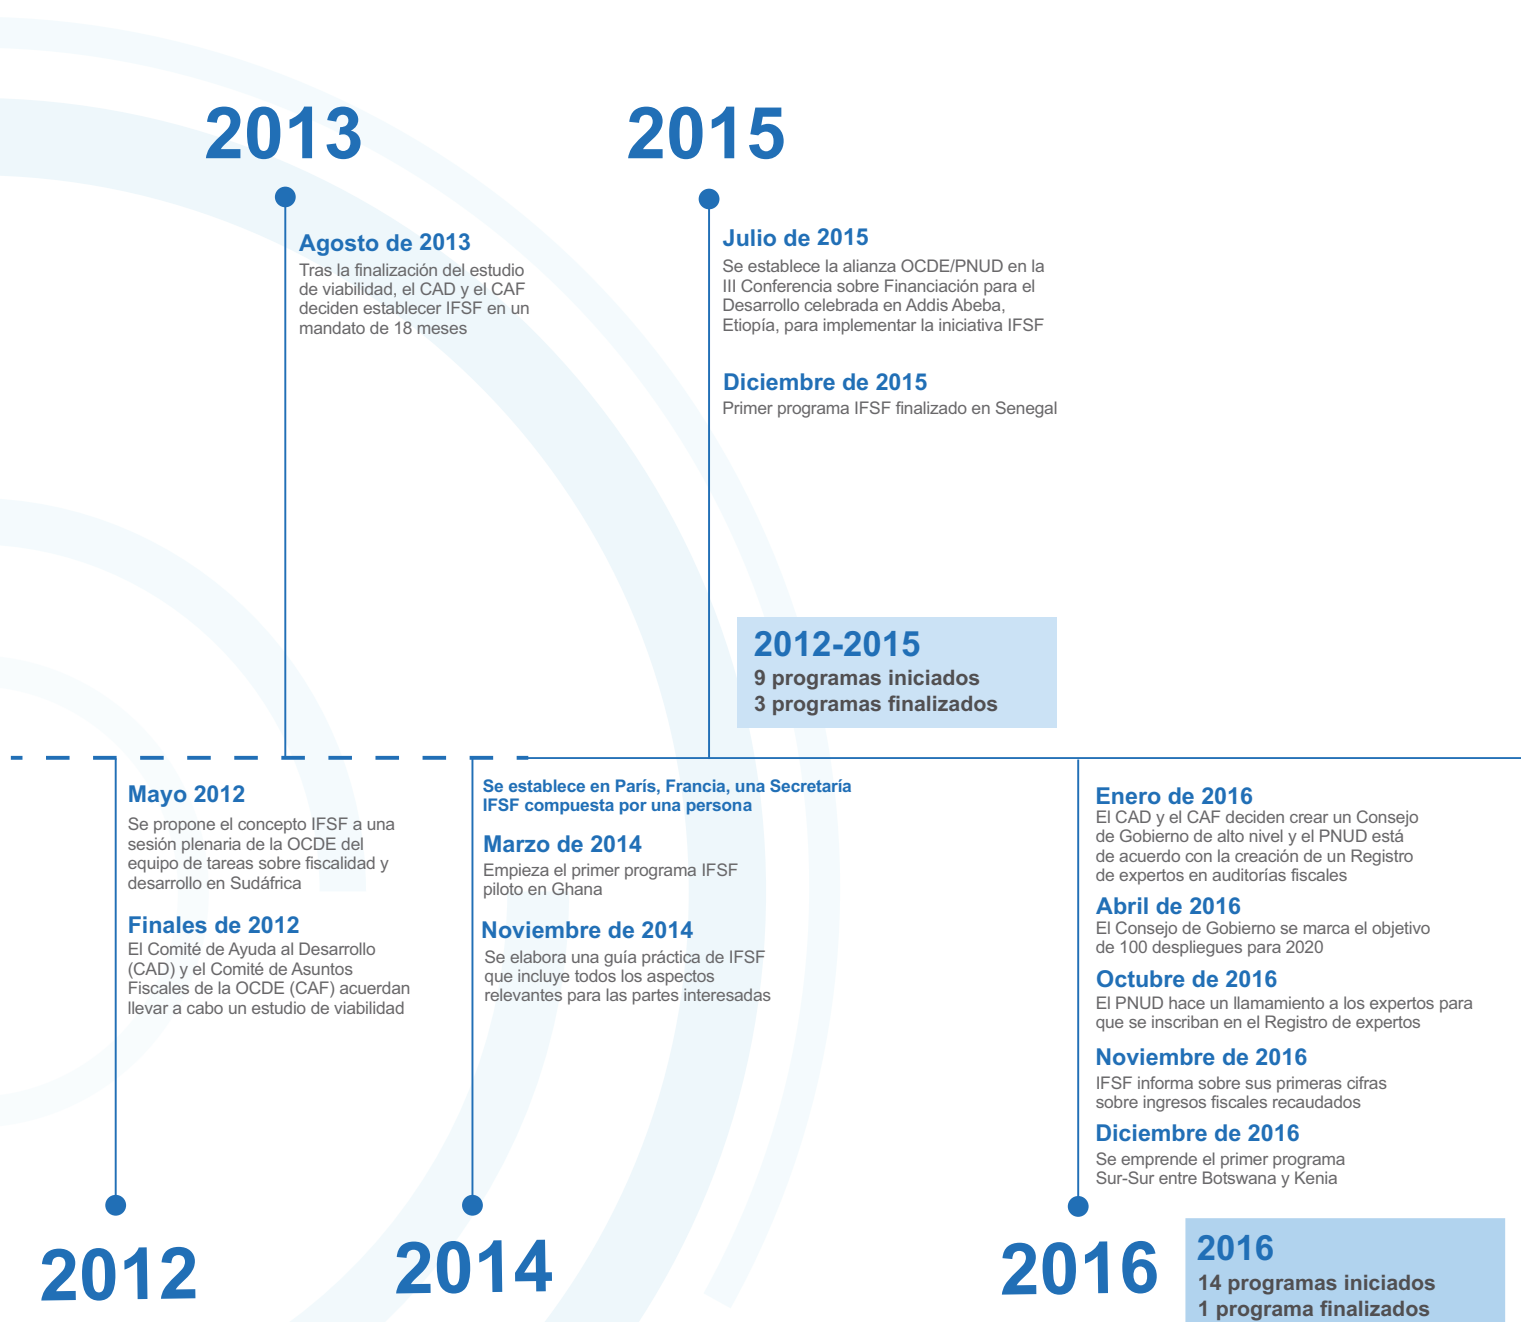 2013
Agosto de 2013
Tras la finalización del estudio
de viabilidad, el CAD y el CAF
deciden establecer IFSF en un
mandato de 18 meses
2015
Julio de 2015
Se establece la alianza OCDE/PNUD en la
III Conferencia sobre Financiación para el
Desarrollo celebrada en Addis Abeba,
Etiopía, para implementar la iniciativa IFSF
Diciembre de 2015
Primer programa IFSF finalizado en Senegal
2012-2015
9 programas iniciados
3 programas finalizados
Mayo 2012
Se propone el concepto IFSF a una
sesión plenaria de la OCDE del
equipo de tareas sobre fiscalidad y
desarrollo en Sudáfrica
Finales de 2012
El Comité de Ayuda al Desarrollo
(CAD) y el Comité de Asuntos
Fiscales de la OCDE (CAF) acuerdan
llevar a cabo un estudio de viabilidad
2012
Se establece en París, Francia, una Secretaría
IFSF compuesta por una persona
Marzo de 2014
Empieza el primer programa IFSF
piloto en Ghana
Noviembre de 2014
Se elabora una guía práctica de IFSF
que incluye todos los aspectos
relevantes para las partes interesadas
2014
Enero de 2016
El CAD y el CAF deciden crear un Consejo
de Gobierno de alto nivel y el PNUD está
de acuerdo con la creación de un Registro
de expertos en auditorías fiscales
Abril de 2016
El Consejo de Gobierno se marca el objetivo
de 100 despliegues para 2020
Octubre de 2016
El PNUD hace un llamamiento a los expertos para
que se inscriban en el Registro de expertos
Noviembre de 2016
IFSF informa sobre sus primeras cifras
sobre ingresos fiscales recaudados
Diciembre de 2016
Se emprende el primer programa
Sur-Sur entre Botswana y Kenia
2016
2016
14 programas iniciados
1 programa finalizados